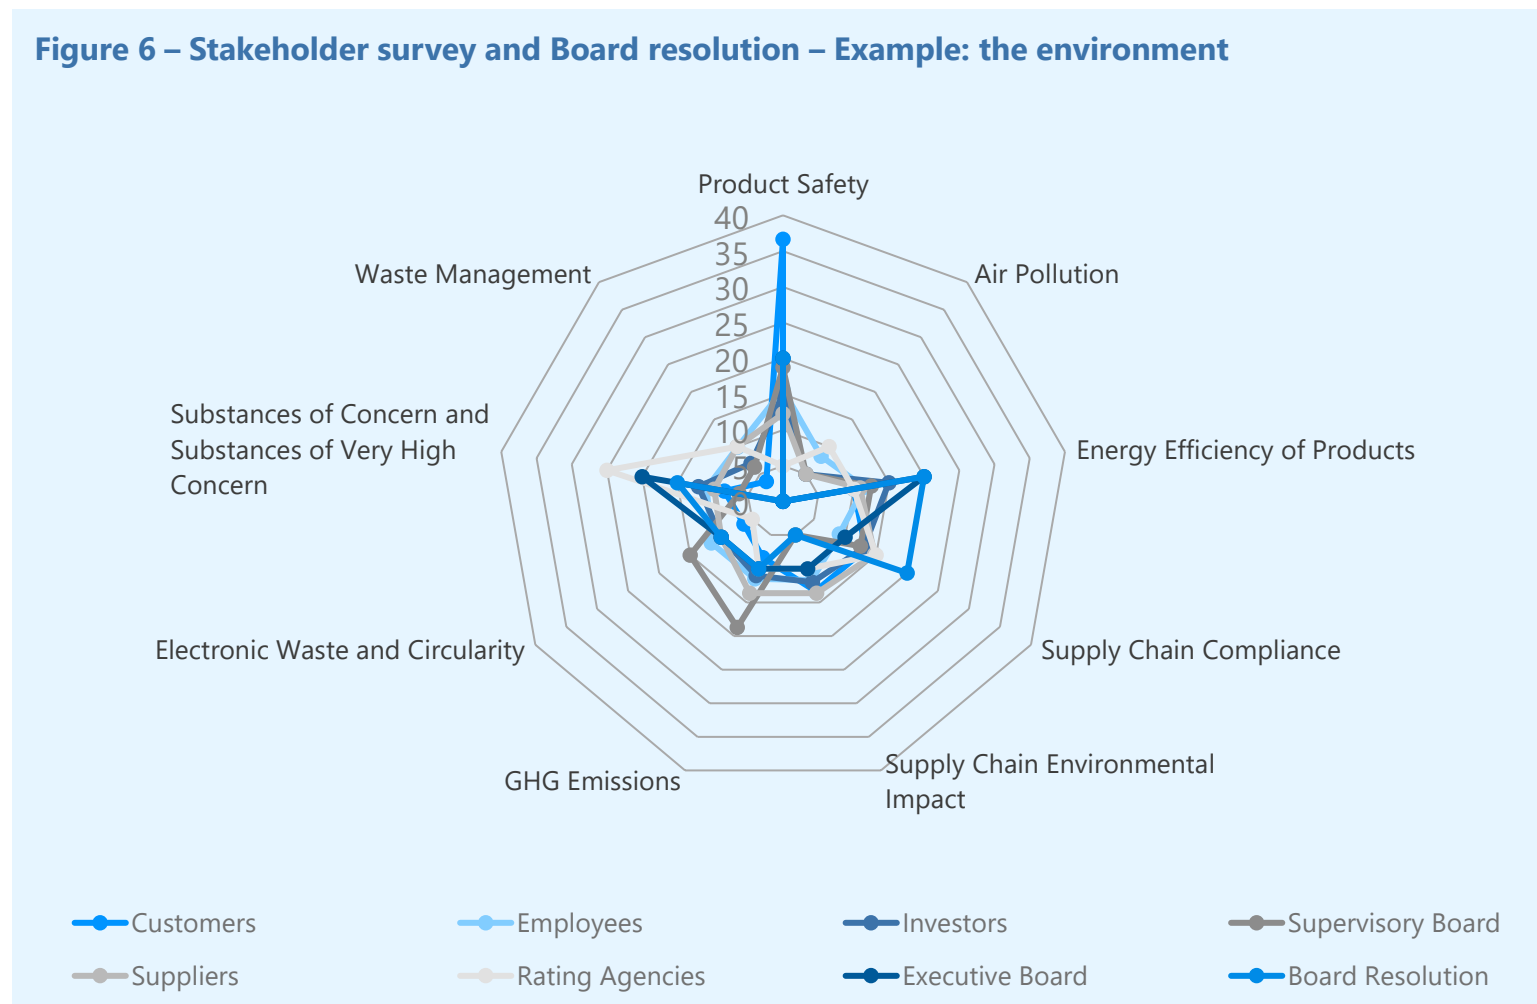 Figure 6 – Stakeholder survey and Board resolution – Example: the environment
Product Safety
40
35
30
25
20
15
10
5
0
Waste Management
Air Pollution
Substances of Concern and
Substances of Very High
Concern
Energy Efficiency of Products
Electronic Waste and Circularity
Supply Chain Compliance
GHG Emissions
Supply Chain Environmental
Impact
Customers
Employees
Investors
Supervisory Board
Suppliers
Rating Agencies
Executive Board
Board Resolution